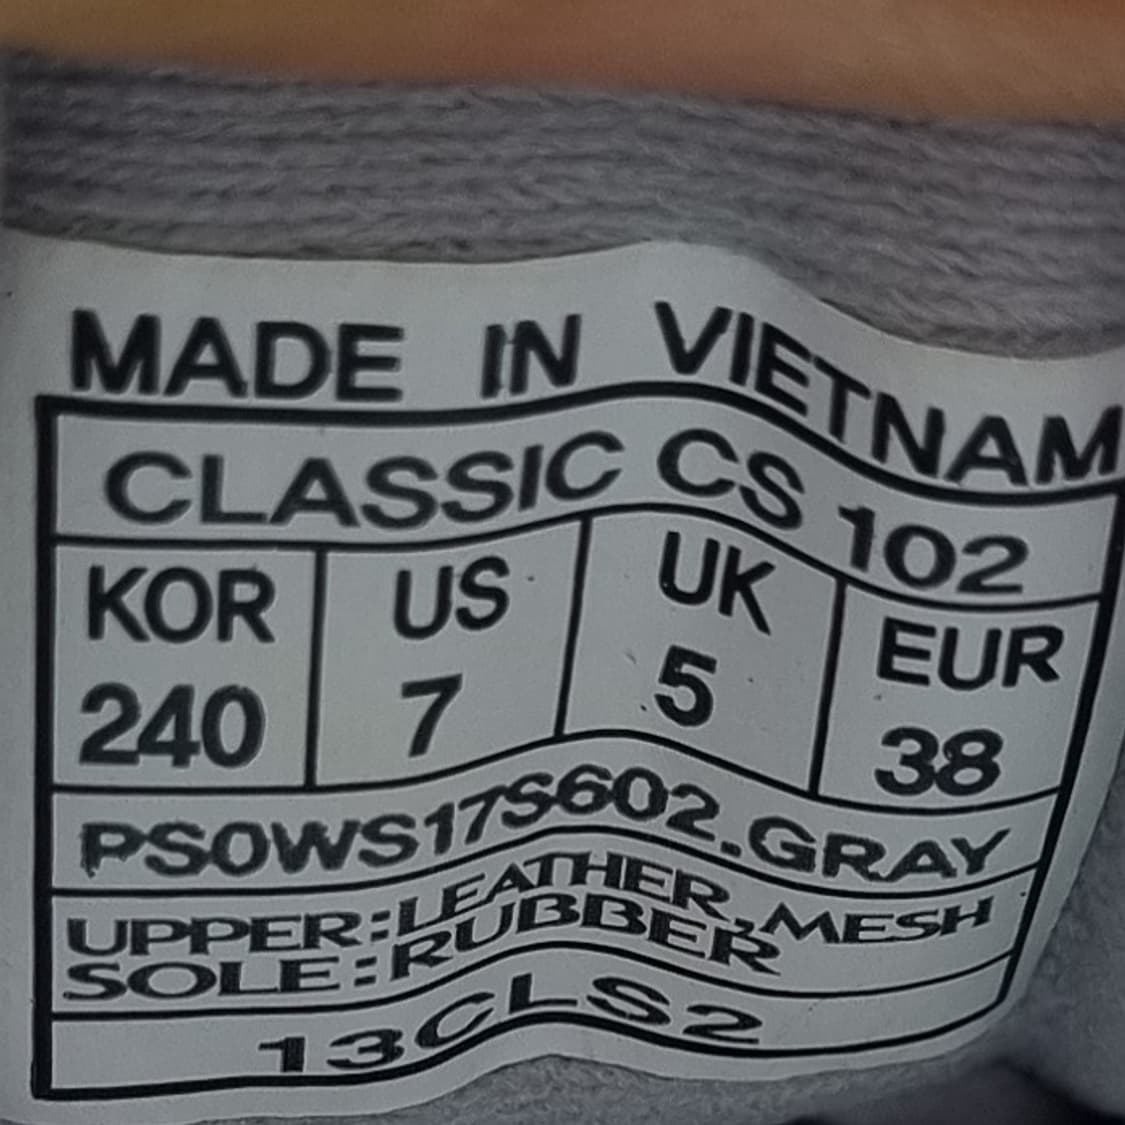 MADE IN VIETNAM
CLASSIC CS 102
KOR US UK EUR
240 7 5 38
PS0WS17S602.GRAY
UPPER:LEATHER,MESH
SOLE:RUBBER
13CLS2